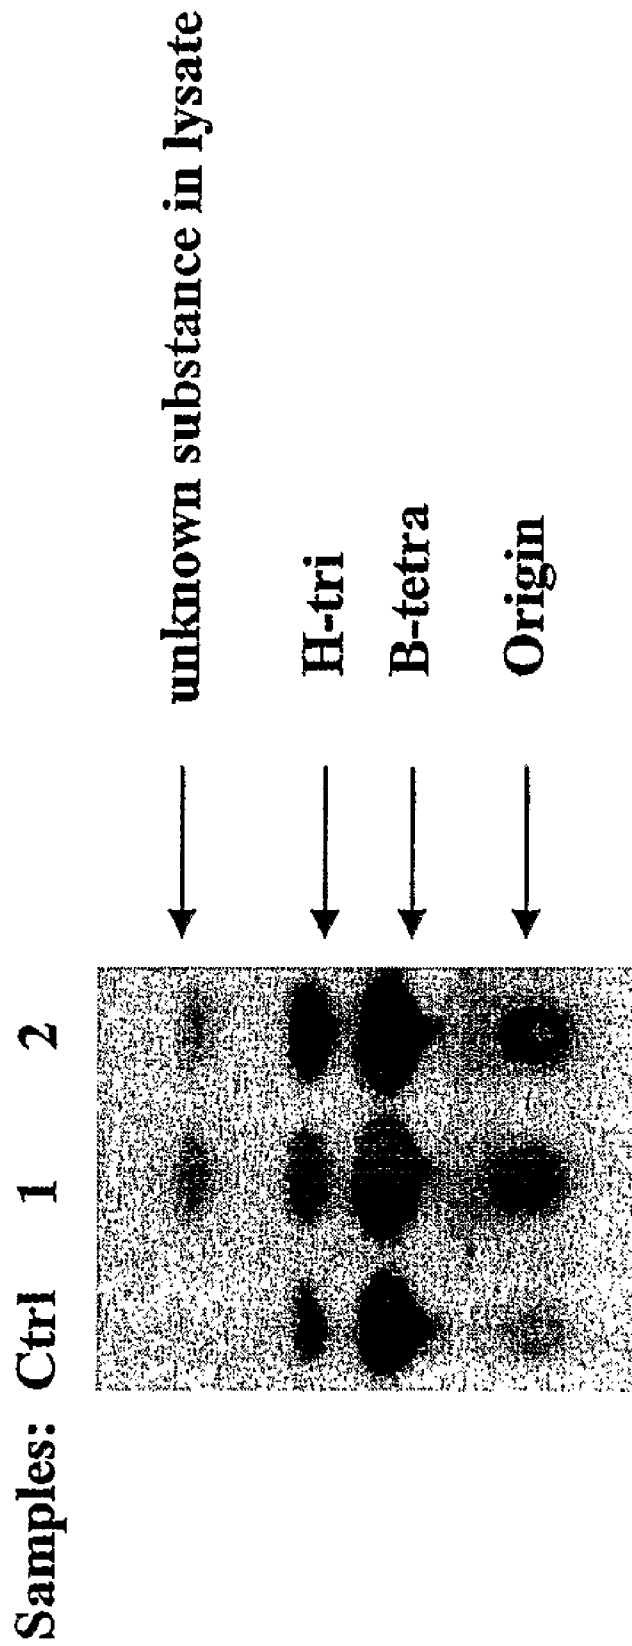 Samples: Ctrl 1 2
unknown substance in lysate
H-tri
B-tetra
Origin